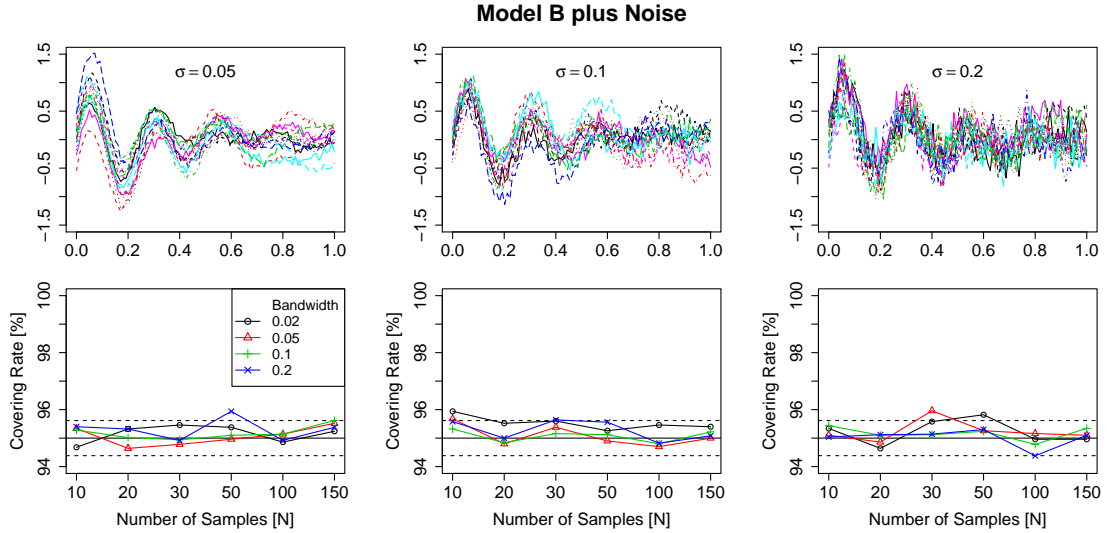 Model B plus Noise
1.5
0.5
−0.5
−1.5
σ = 0.05
0.0 0.2 0.4 0.6 0.8 1.0
1.5
0.5
−0.5
−1.5
σ = 0.1
0.0 0.2 0.4 0.6 0.8 1.0
1.5
0.5
−0.5
−1.5
σ = 0.2
0.0 0.2 0.4 0.6 0.8 1.0
Covering Rate [%]
100
98
96
94
Bandwidth
0.02
0.05
0.1
0.2
10 20 30 50 100 150
Number of Samples [N]
Covering Rate [%]
100
98
96
94
10 20 30 50 100 150
Number of Samples [N]
Covering Rate [%]
100
98
96
94
10 20 30 50 100 150
Number of Samples [N]